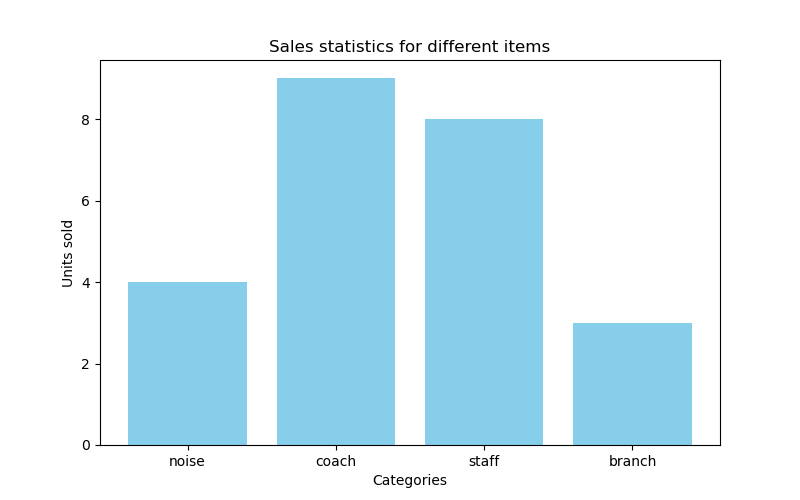 Sales statistics for different items
Units sold
8
6
4
2
0
noise coach staff branch
Categories